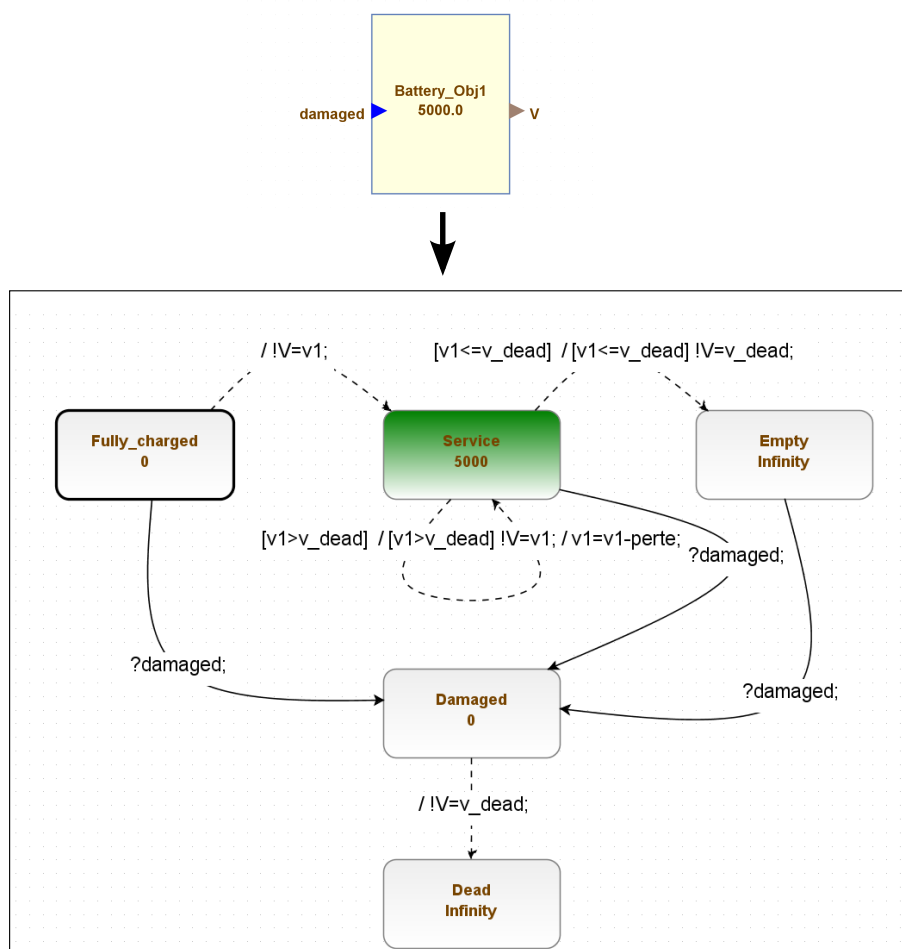 Battery_Obj1
5000.0
damaged
V
/ !V=v1;
[v1<=v_dead]  / [v1<=v_dead] !V=v_dead;
Fully_charged
0
Service
5000
Empty
Infinity
[v1>v_dead]  / [v1>v_dead] !V=v1; / v1=v1-perte;
?damaged;
?damaged;
?damaged;
Damaged
0
/ !V=v_dead;
Dead
Infinity